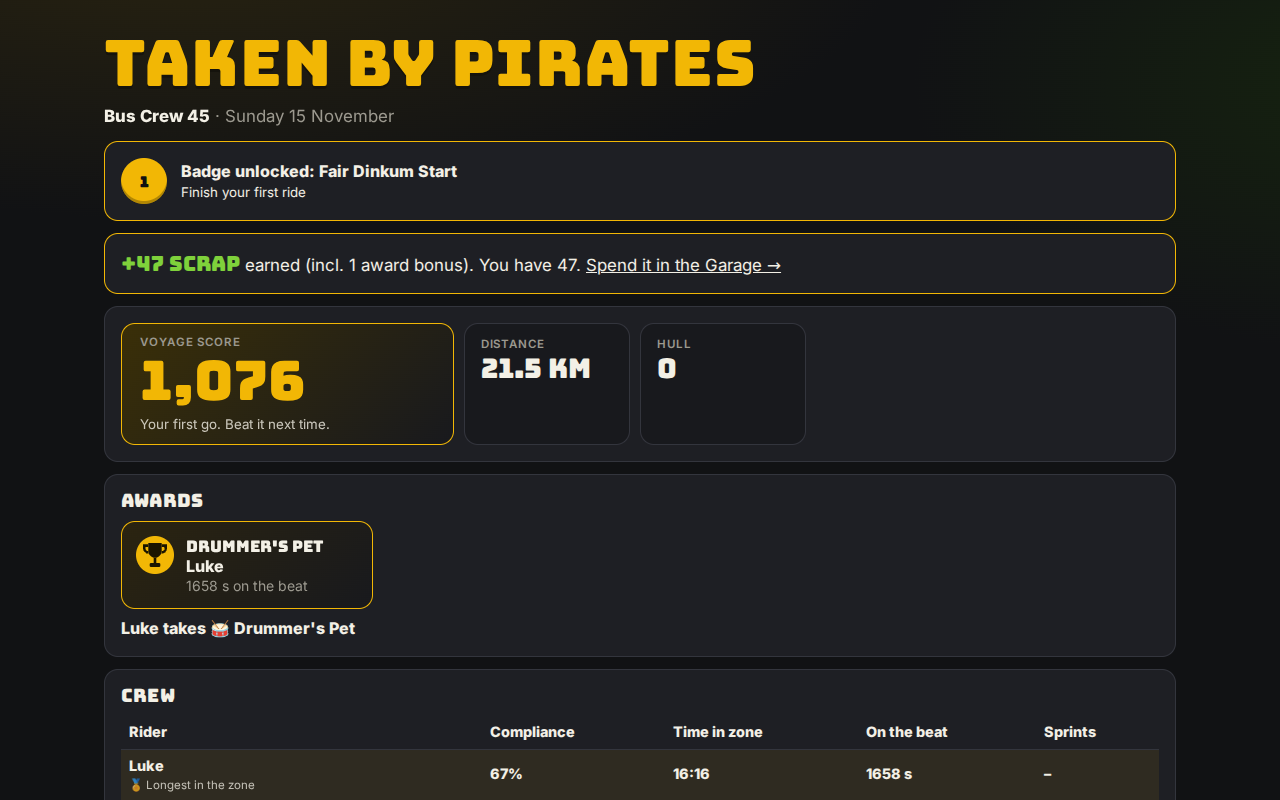 TAKEN BY PIRATES
Bus Crew 45 · Sunday 15 November
1
Badge unlocked: Fair Dinkum Start
Finish your first ride
+47 SCRAP earned (incl. 1 award bonus). You have 47. Spend it in the Garage →
VOYAGE SCORE
1,076
Your first go. Beat it next time.
DISTANCE
21.5 KM
HULL
0
AWARDS
DRUMMER'S PET
Luke
1658 s on the beat
Luke takes 🥁 Drummer's Pet
CREW
Rider Compliance Time in zone On the beat Sprints
Luke 67% 16:16 1658 s –
🏅 Longest in the zone